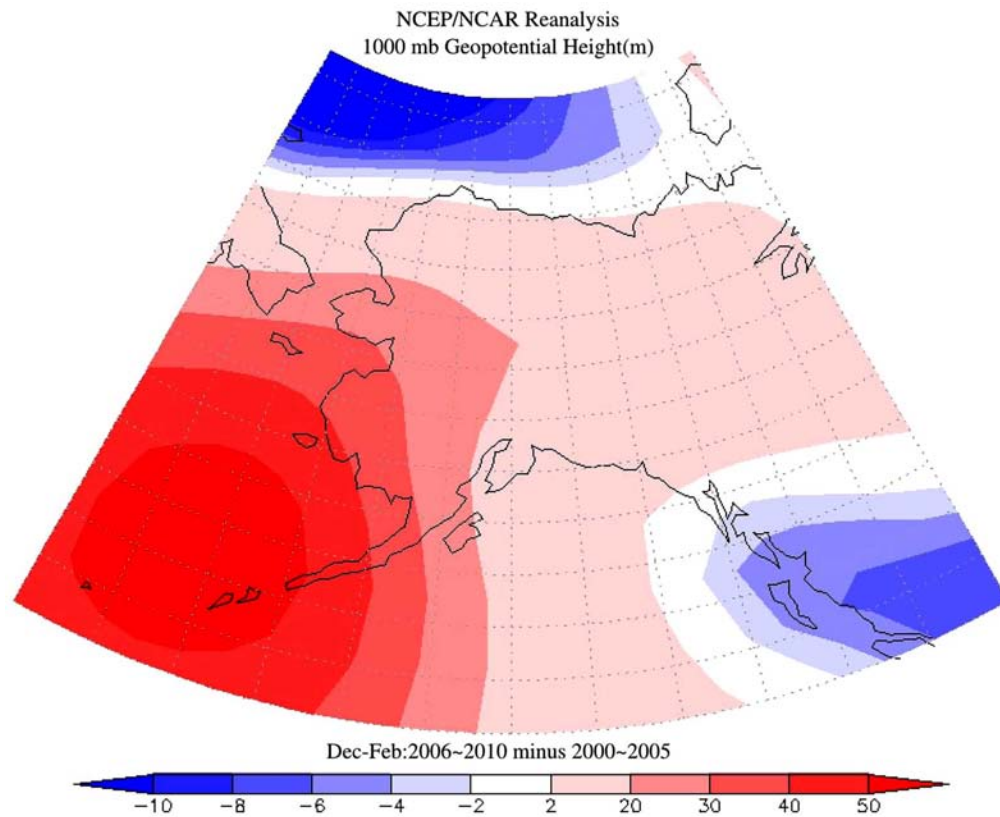 NCEP/NCAR Reanalysis
1000 mb Geopotential Height(m)
Dec-Feb:2006~2010 minus 2000~2005
-10 -8 -6 -4 -2 2 20 30 40 50